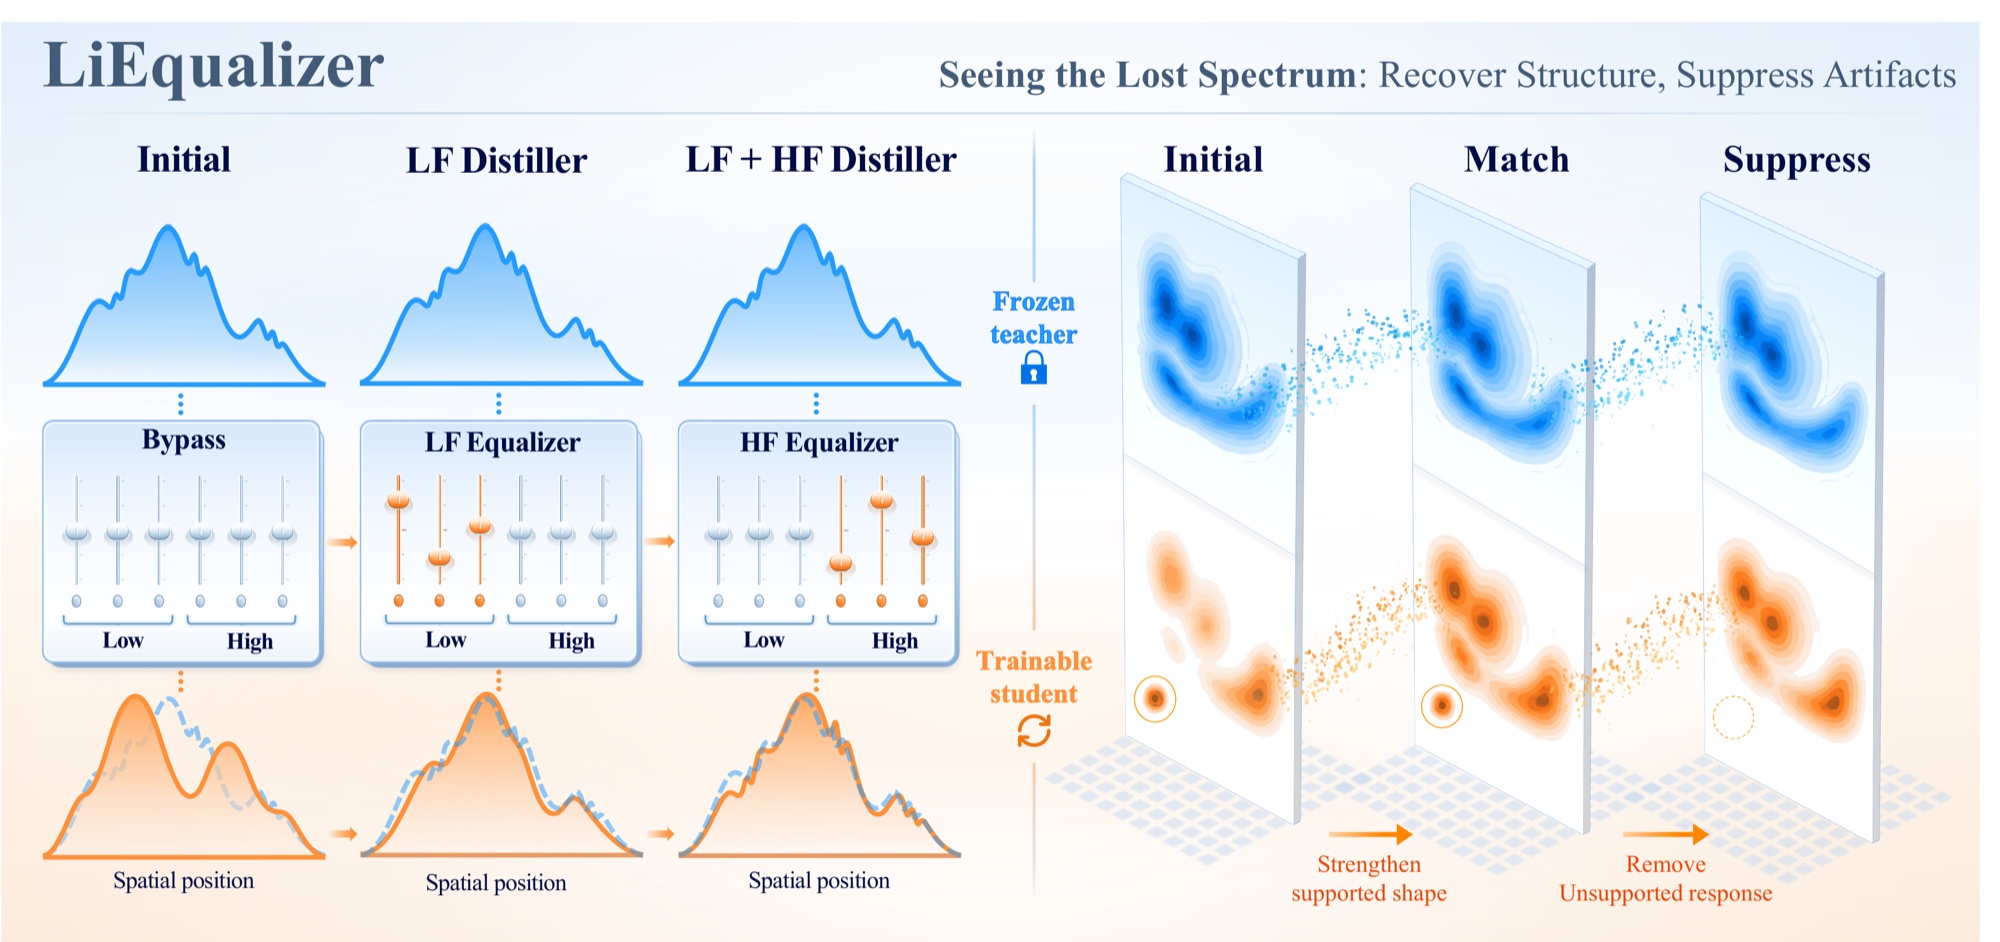 LiEqualizer
Seeing the Lost Spectrum: Recover Structure, Suppress Artifacts
Initial
LF Distiller
LF + HF Distiller
Bypass
Low
High
LF Equalizer
Low
High
HF Equalizer
Low
High
Spatial position
Spatial position
Spatial position
Frozen
teacher
Trainable
student
Initial
Match
Suppress
Strengthen
supported shape
Remove
Unsupported response